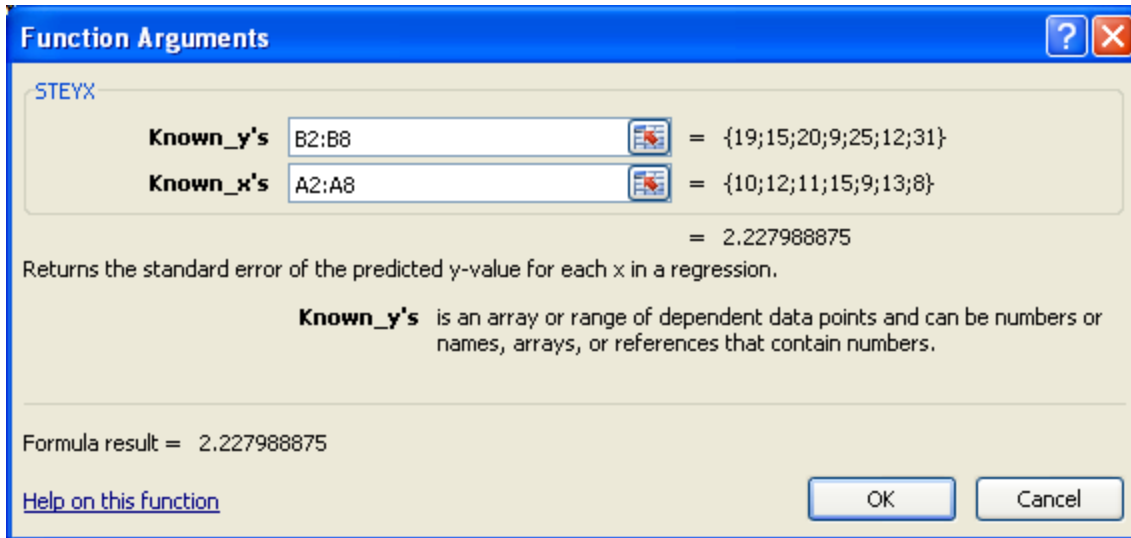 Function Arguments
STEYX
Known_y's B2:B8 = {19;15;20;9;25;12;31}
Known_x's A2:A8 = {10;12;11;15;9;13;8}
= 2.227988875
Returns the standard error of the predicted y-value for each x in a regression.
Known_y's is an array or range of dependent data points and can be numbers or
names, arrays, or references that contain numbers.
Formula result = 2.227988875
Help on this function OK Cancel